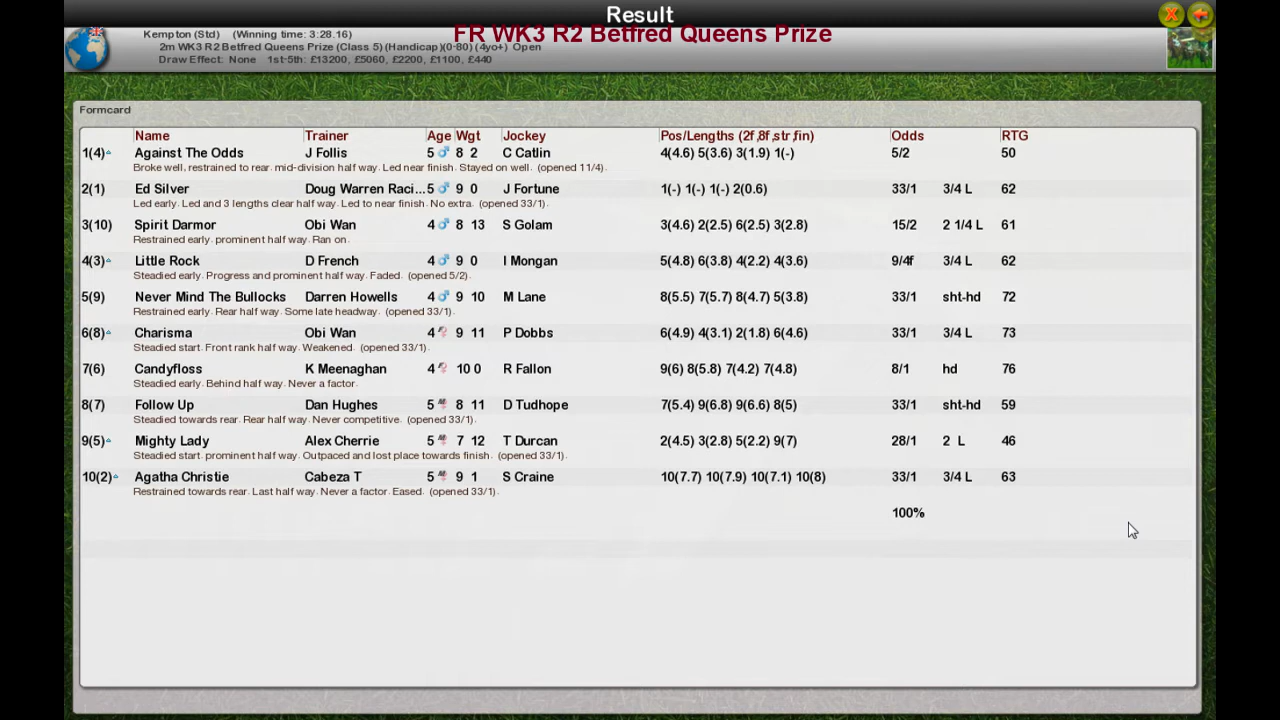 Result
FR WK3 R2 Betfred Queens Prize
Kempton (Std) (Winning time: 3:28.16)
2m WK3 R2 Betfred Queens Prize (Class 5) (Handicap)(0-80) (4yo+) Open
Draw Effect: None 1st-5th: £13200, £5060, £2200, £1100, £440
Formcard
Name Trainer Age Wgt Jockey Pos/Lengths (2f,8f,str,fin) Odds RTG
1(4) Against The Odds J Follis 5 8 2 C Catlin 4(4.6) 5(3.6) 3(1.9) 1(-) 5/2 50
Broke well, restrained to rear. mid-division half way. Led near finish. Stayed on well. (opened 11/4).
2(1) Ed Silver Doug Warren Raci... 5 9 0 J Fortune 1(-) 1(-) 1(-) 2(0.6) 33/1 3/4 L 62
Led early. Led and 3 lengths clear half way. Led to near finish. No extra. (opened 33/1).
3(10) Spirit Darmor Obi Wan 4 8 13 S Golam 3(4.6) 2(2.5) 6(2.5) 3(2.8) 15/2 2 1/4 L 61
Restrained early. prominent half way. Ran on.
4(3) Little Rock D French 4 9 0 I Mongan 5(4.8) 6(3.8) 4(2.2) 4(3.6) 9/4f 3/4 L 62
Steadied early. Progress and prominent half way. Faded. (opened 5/2).
5(9) Never Mind The Bullocks Darren Howells 4 9 10 M Lane 8(5.5) 7(5.7) 8(4.7) 5(3.8) 33/1 sht-hd 72
Restrained early. Rear half way. Some late headway. (opened 33/1).
6(8) Charisma Obi Wan 4 9 11 P Dobbs 6(4.9) 4(3.1) 2(1.8) 6(4.6) 33/1 3/4 L 73
Steadied start. Front rank half way. Weakened. (opened 33/1).
7(6) Candyfloss K Meenaghan 4 10 0 R Fallon 9(6) 8(5.8) 7(4.2) 7(4.8) 8/1 hd 76
Steadied early. Behind half way. Never a factor.
8(7) Follow Up Dan Hughes 5 8 11 D Tudhope 7(5.4) 9(6.8) 9(6.6) 8(5) 33/1 sht-hd 59
Steadied towards rear. Rear half way. Never competitive. (opened 33/1).
9(5) Mighty Lady Alex Cherrie 5 7 12 T Durcan 2(4.5) 3(2.8) 5(2.2) 9(7) 28/1 2 L 46
Steadied start. prominent half way. Outpaced and lost place towards finish. (opened 33/1).
10(2) Agatha Christie Cabeza T 5 9 1 S Craine 10(7.7) 10(7.9) 10(7.1) 10(8) 33/1 3/4 L 63
Restrained towards rear. Last half way. Never a factor. Eased. (opened 33/1).
100%